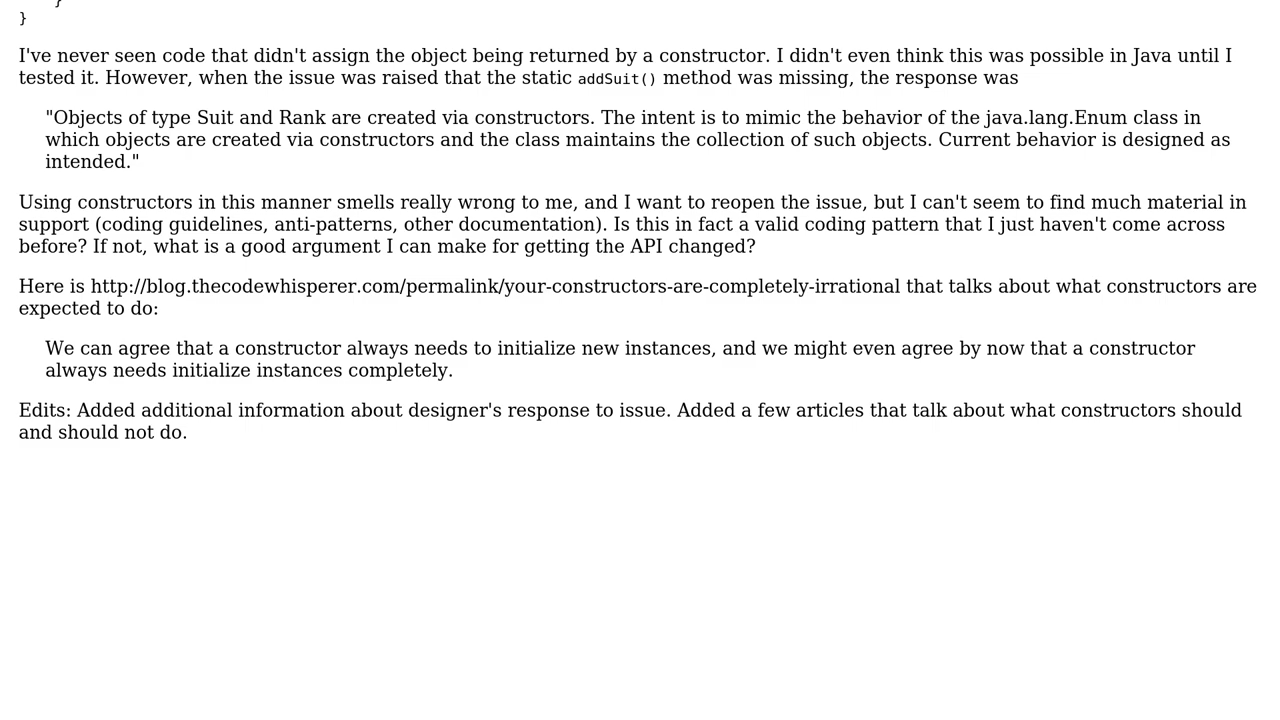 }
}
I've never seen code that didn't assign the object being returned by a constructor. I didn't even think this was possible in Java until I
tested it. However, when the issue was raised that the static addSuit() method was missing, the response was
"Objects of type Suit and Rank are created via constructors. The intent is to mimic the behavior of the java.lang.Enum class in
which objects are created via constructors and the class maintains the collection of such objects. Current behavior is designed as
intended."
Using constructors in this manner smells really wrong to me, and I want to reopen the issue, but I can't seem to find much material in
support (coding guidelines, anti-patterns, other documentation). Is this in fact a valid coding pattern that I just haven't come across
before? If not, what is a good argument I can make for getting the API changed?
Here is http://blog.thecodewhisperer.com/permalink/your-constructors-are-completely-irrational that talks about what constructors are
expected to do:
We can agree that a constructor always needs to initialize new instances, and we might even agree by now that a constructor
always needs initialize instances completely.
Edits: Added additional information about designer's response to issue. Added a few articles that talk about what constructors should
and should not do.